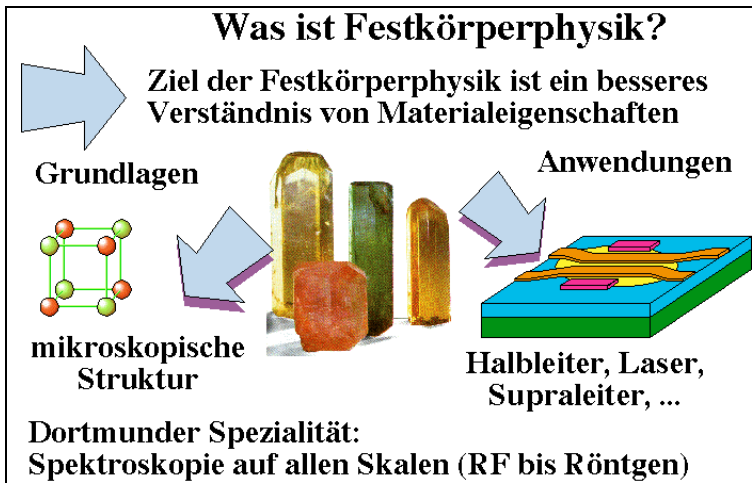 Was ist Festkörperphysik?
Ziel der Festkörperphysik ist ein besseres
Verständnis von Materialeigenschaften
Grundlagen
Anwendungen
mikroskopische
Struktur
Halbleiter, Laser,
Supraleiter, ...
Dortmunder Spezialität:
Spektroskopie auf allen Skalen (RF bis Röntgen)